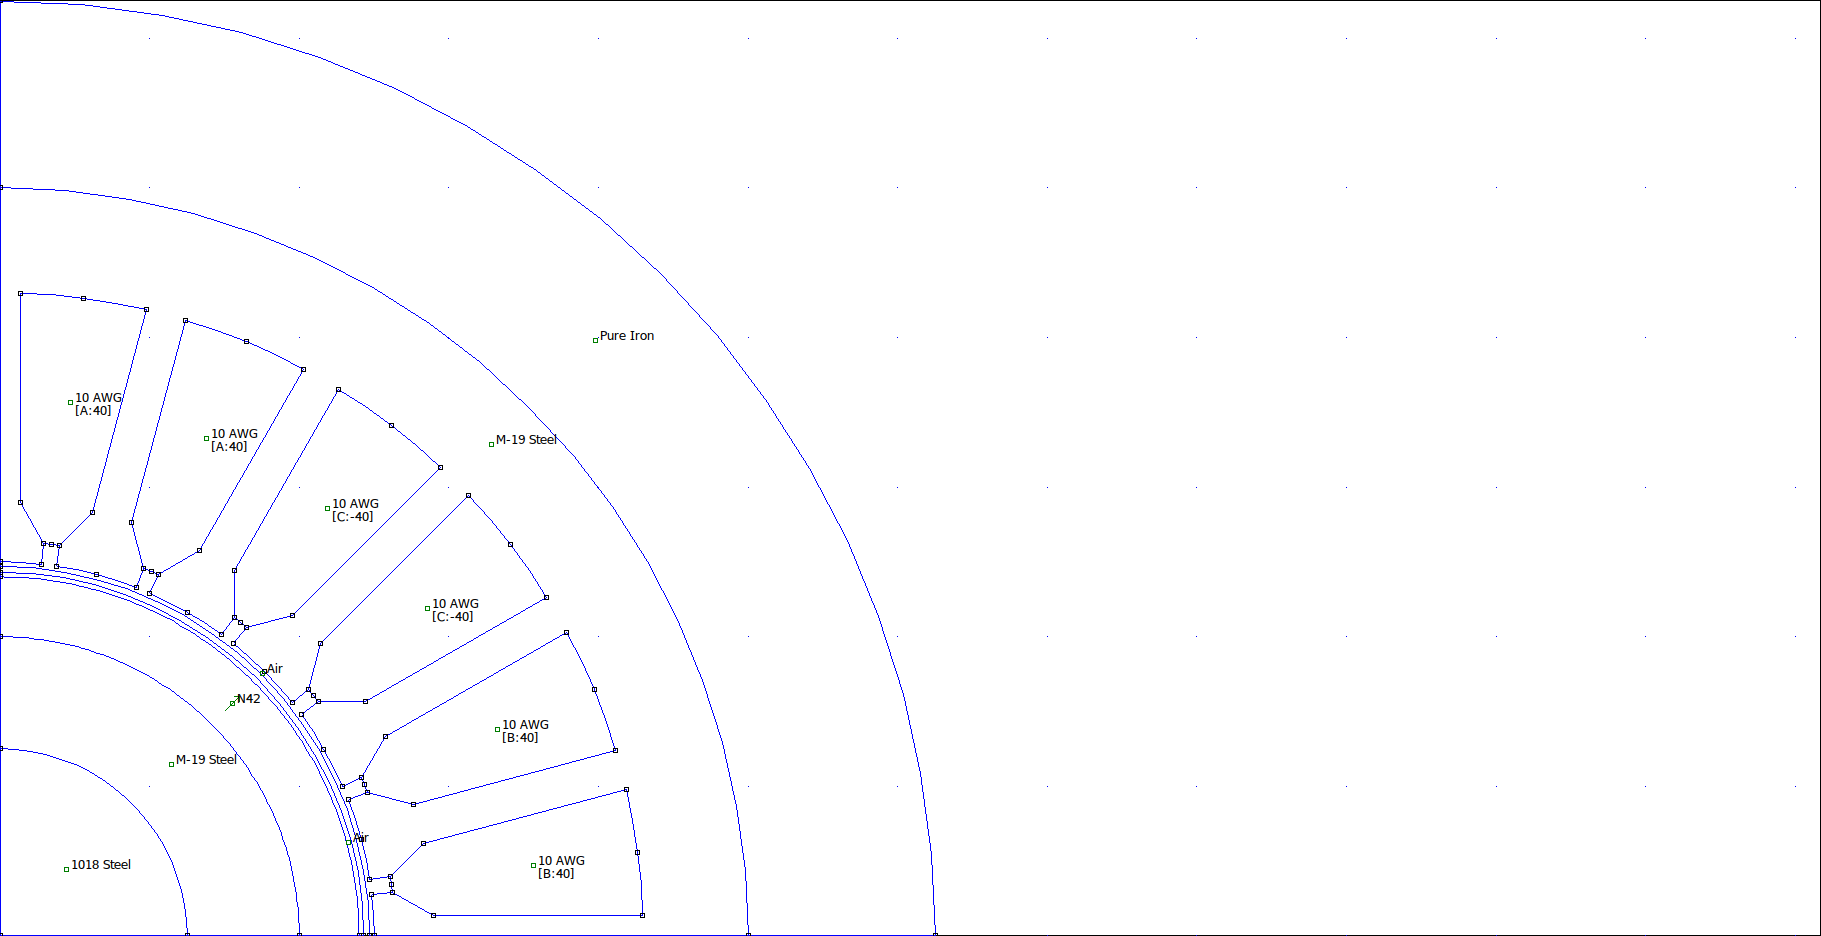 Pure Iron
10 AWG
[A:40]
10 AWG
[A:40]
M-19 Steel
10 AWG
[C:-40]
10 AWG
[C:-40]
Air
N42
10 AWG
[B:40]
M-19 Steel
Air
10 AWG
[B:40]
1018 Steel